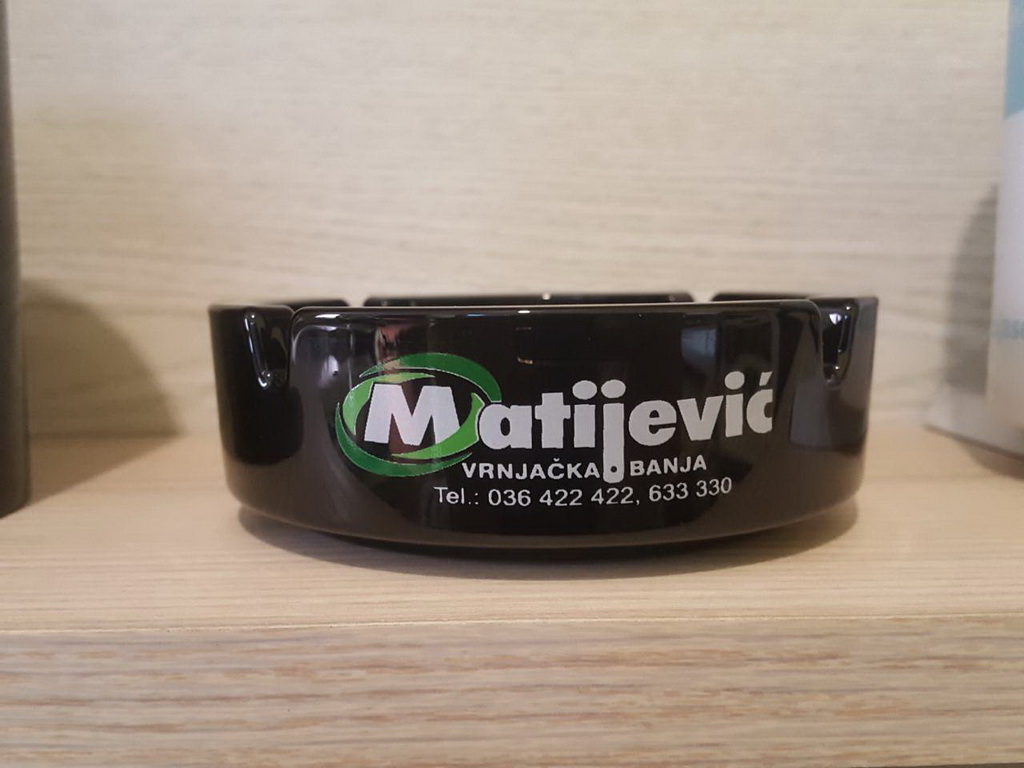 Matijević
VRNJAČKA BANJA
Tel.: 036 422 422, 633 330